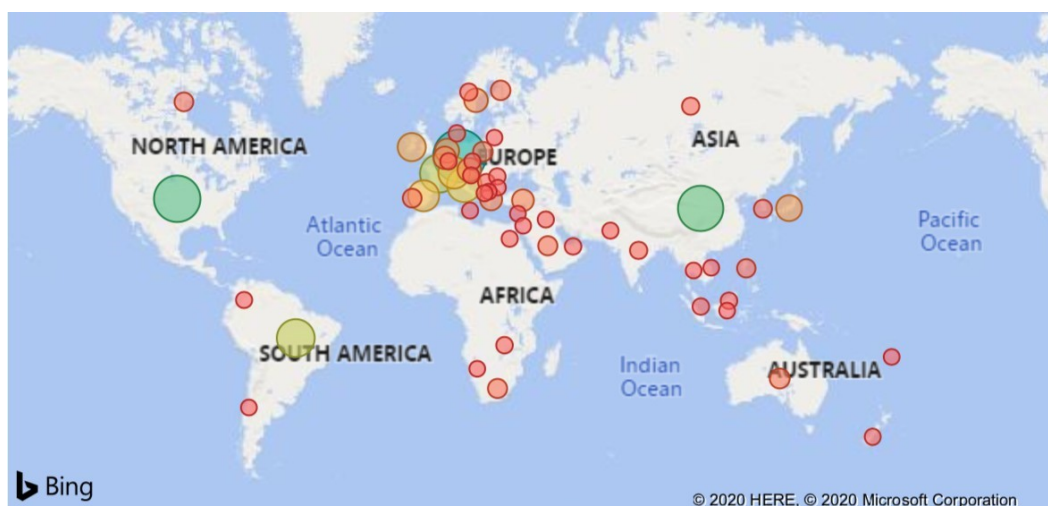 NORTH AMERICA
EUROPE
ASIA
Atlantic
Ocean
Pacific
Ocean
AFRICA
SOUTH AMERICA
Indian
Ocean
AUSTRALIA
Bing
© 2020 HERE, © 2020 Microsoft Corporation